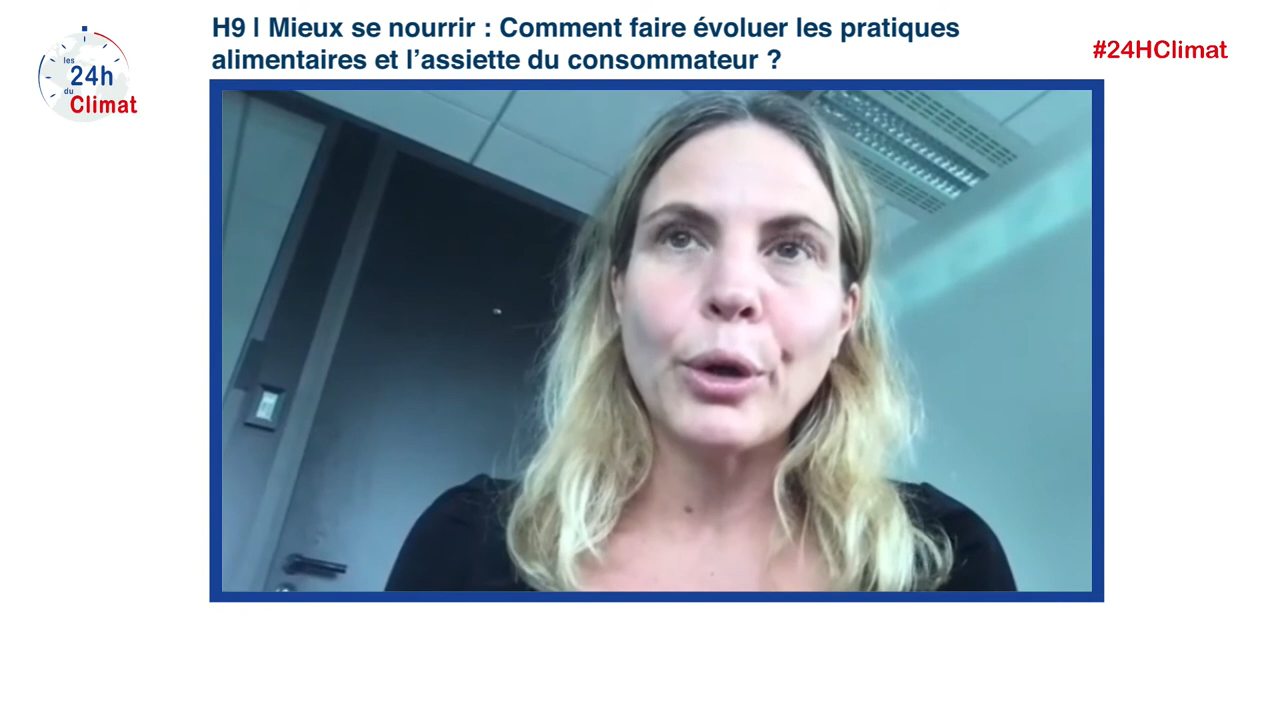 H9 | Mieux se nourrir : Comment faire évoluer les pratiques
alimentaires et l’assiette du consommateur ?
les
24h
du
Climat
#24HClimat